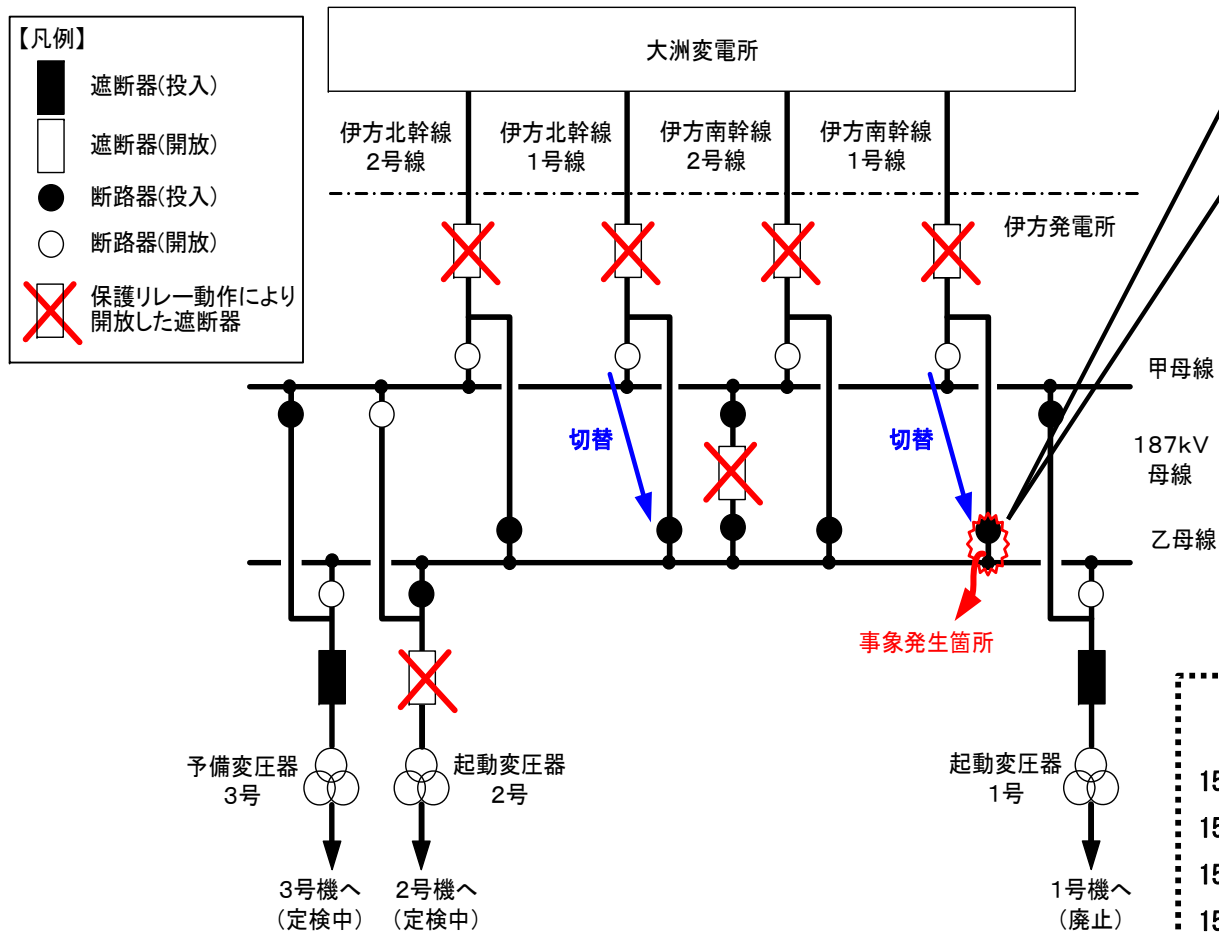 【凡例】
遮断器(投入)
遮断器(開放)
断路器(投入)
断路器(開放)
保護リレー動作により
開放した遮断器
大洲変電所
伊方北幹線
2号線
伊方北幹線
1号線
伊方南幹線
2号線
伊方南幹線
1号線
伊方発電所
甲母線
切替
切替
187kV
母線
乙母線
事象発生箇所
予備変圧器
3号
起動変圧器
2号
起動変圧器
1号
3号機へ
(定検中)
2号機へ
(定検中)
1号機へ
(廃止)
15
15
15
15